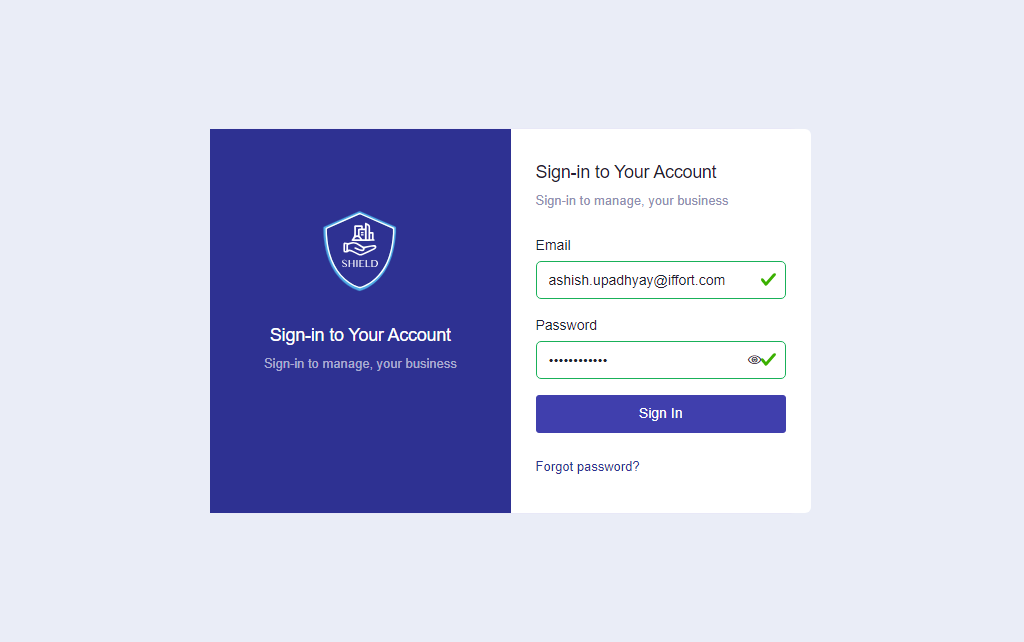 SHIELD
Sign-in to Your Account
Sign-in to manage, your business
Sign-in to Your Account
Sign-in to manage, your business
Email
ashish.upadhyay@iffort.com
Password
••••••••••••
Sign In
Forgot password?